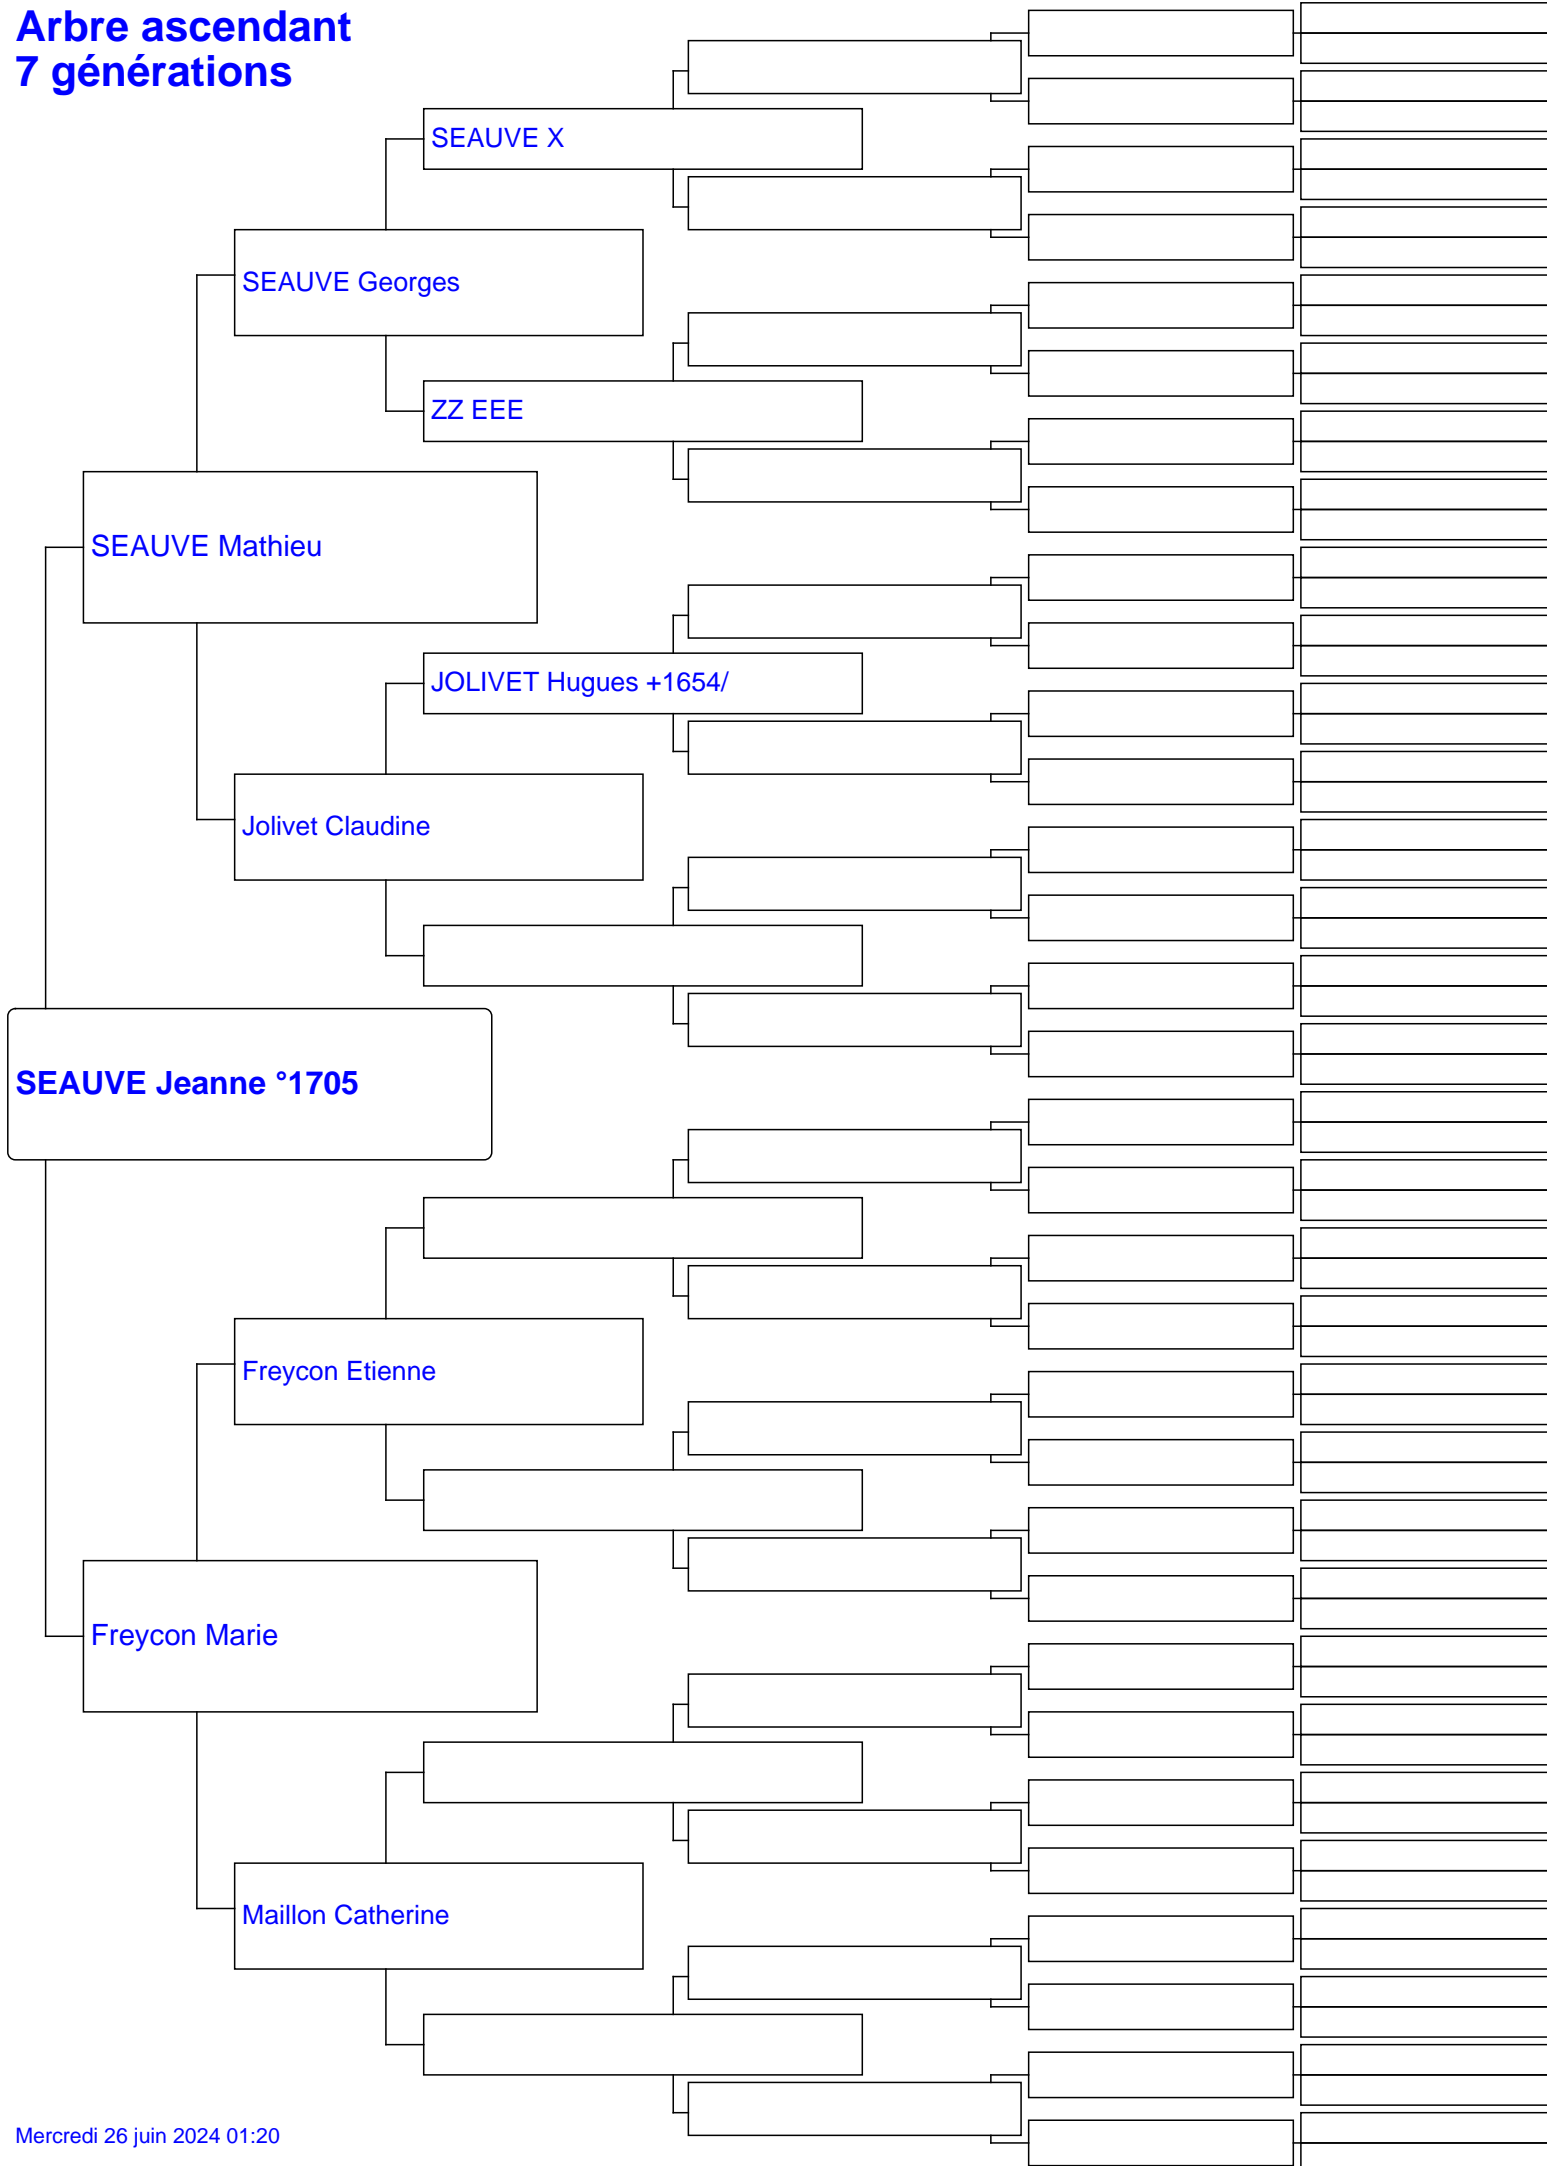 Arbre ascendant
7 générations
SEAUVE X
SEAUVE Georges
ZZ EEE
SEAUVE Mathieu
JOLIVET Hugues +1654/
Jolivet Claudine
SEAUVE Jeanne °1705
Freycon Etienne
Freycon Marie
Maillon Catherine
Mercredi 26 juin 2024 01:20